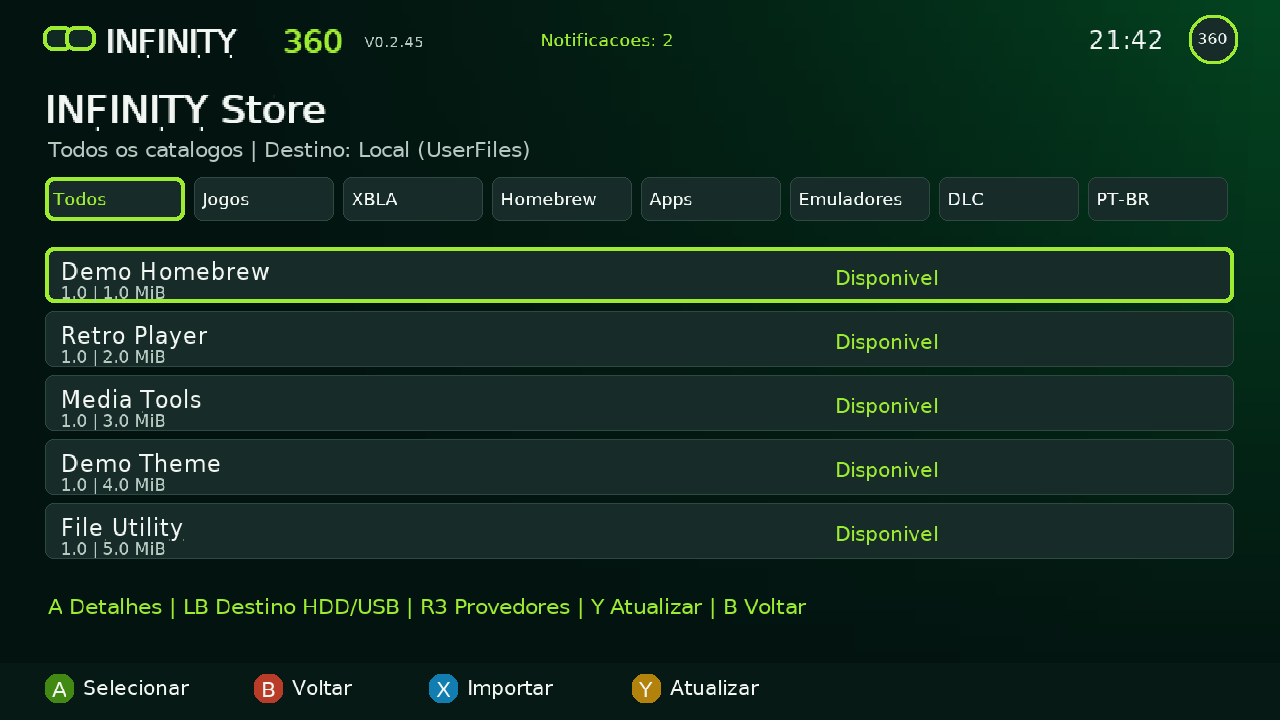 INFINITY 360 V0.2.45 Notificacoes: 2 21:42 360
INFINITY Store
Todos os catalogos | Destino: Local (UserFiles)
Todos Jogos XBLA Homebrew Apps Emuladores DLC PT-BR
Demo Homebrew Disponivel
1.0 | 1.0 MiB
Retro Player Disponivel
1.0 | 2.0 MiB
Media Tools Disponivel
1.0 | 3.0 MiB
Demo Theme Disponivel
1.0 | 4.0 MiB
File Utility Disponivel
1.0 | 5.0 MiB
A Detalhes | LB Destino HDD/USB | R3 Provedores | Y Atualizar | B Voltar
A Selecionar B Voltar X Importar Y Atualizar